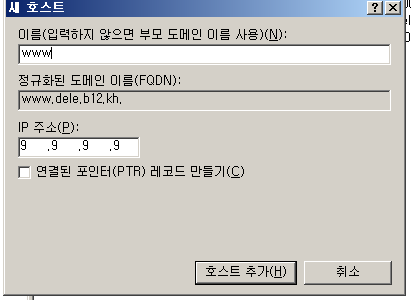 새 호스트
이름(입력하지 않으면 부모 도메인 이름 사용)(N):
www
정규화된 도메인 이름(FQDN):
www.dele.b12.kh.
IP 주소(P):
9 .9 .9 .9
연결된 포인터(PTR) 레코드 만들기(C)
호스트 추가(H)
취소